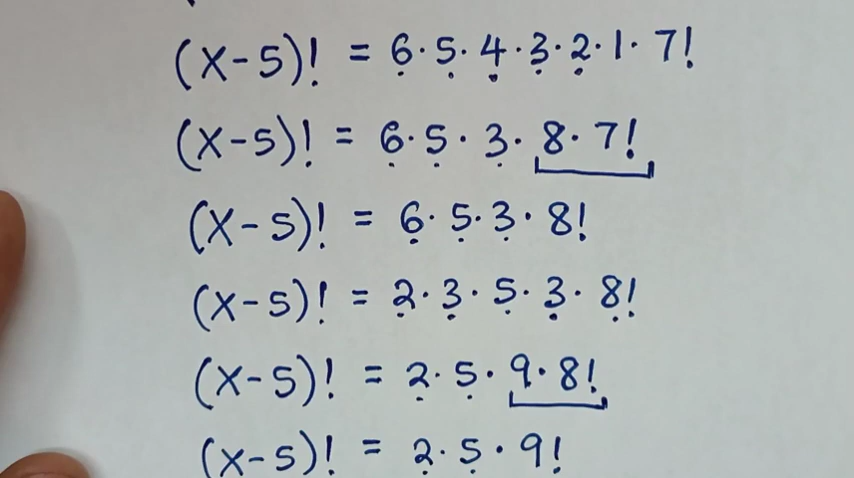 (x-5)! = 6·5·4·3·2·1·7!
(x-5)! = 6·5·3·8·7!
(x-5)! = 6·5·3·8!
(x-5)! = 2·3·5·3·8!
(x-5)! = 2·5·9·8!
(x-5)! = 2·5·9!